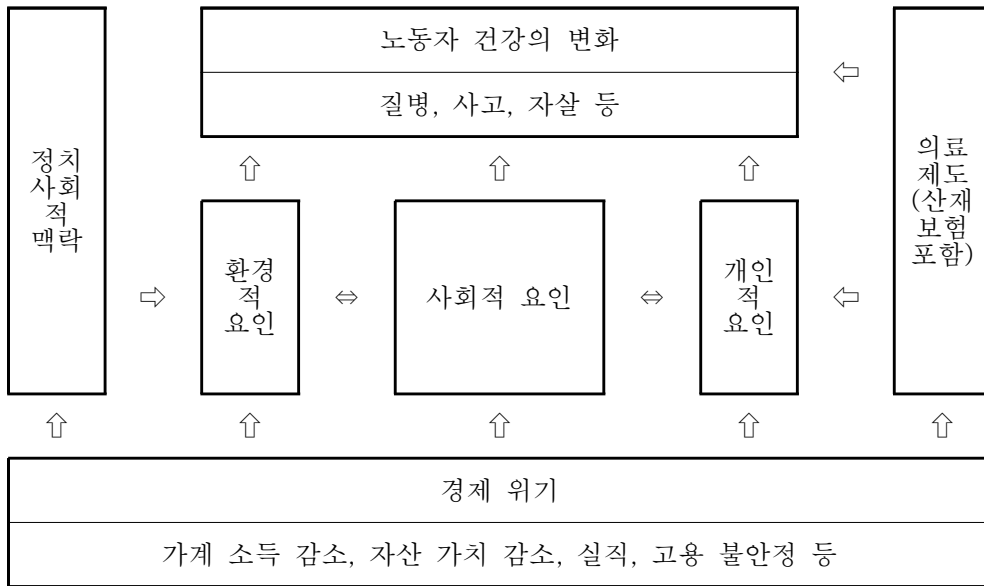 노동자 건강의 변화
질병, 사고, 자살 등
정치
사회
적
맥락
의료
제도
(산재
보험
포함)
환경
적
요인
사회적 요인
개인
적
요인
경제 위기
가계 소득 감소, 자산 가치 감소, 실직, 고용 불안정 등